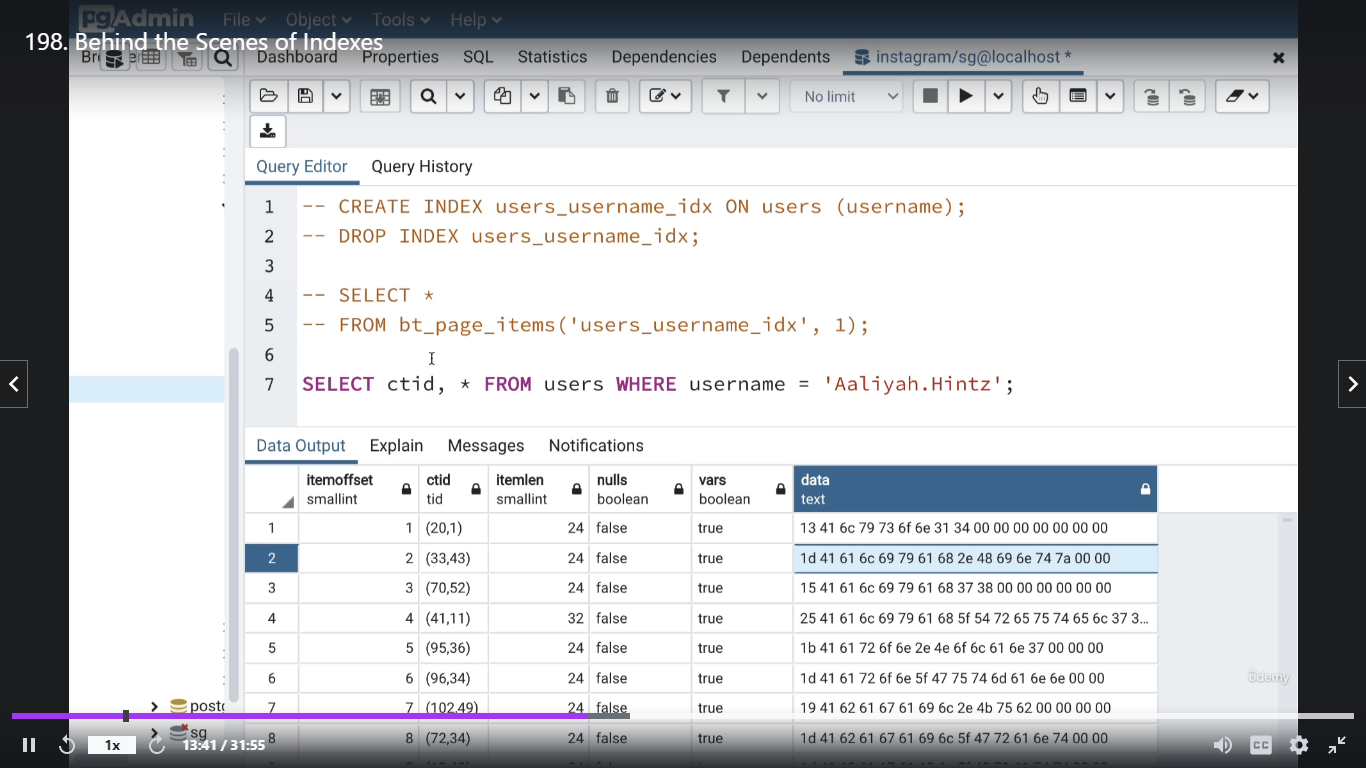 pgAdmin File Object Tools Help
198. Behind the Scenes of Indexes
Dashboard Properties SQL Statistics Dependencies Dependents instagram/sg@localhost *
No limit
Query Editor Query History
1 -- CREATE INDEX users_username_idx ON users (username);
2 -- DROP INDEX users_username_idx;
3
4 -- SELECT *
5 -- FROM bt_page_items('users_username_idx', 1);
6
7 SELECT ctid, * FROM users WHERE username = 'Aaliyah.Hintz';
Data Output Explain Messages Notifications
itemoffset ctid itemlen nulls vars data
smallint tid smallint boolean boolean text
1 1 (20,1) 24 false true 13 41 6c 79 73 6f 6e 31 34 00 00 00 00 00 00 00
2 2 (33,43) 24 false true 1d 41 61 6c 69 79 61 68 2e 48 69 6e 74 7a 00 00
3 3 (70,52) 24 false true 15 41 61 6c 69 79 61 68 37 38 00 00 00 00 00 00
4 4 (41,11) 32 false true 25 41 61 6c 69 79 61 68 5f 54 72 65 75 74 65 6c 37 3...
5 5 (95,36) 24 false true 1b 41 61 72 6f 6e 2e 4e 6f 6c 61 6e 37 00 00 00
6 6 (96,34) 24 false true 1d 41 61 72 6f 6e 5f 47 75 74 6d 61 6e 6e 00 00
udemy
postc 7 7 (102,49) 24 false true 19 41 62 61 67 61 69 6c 2e 4b 75 62 00 00 00 00
sg 8 8 (72,34) 24 false true 1d 41 62 61 67 61 69 6c 5f 47 72 61 6e 74 00 00
1x 13:41 / 31:55 CC